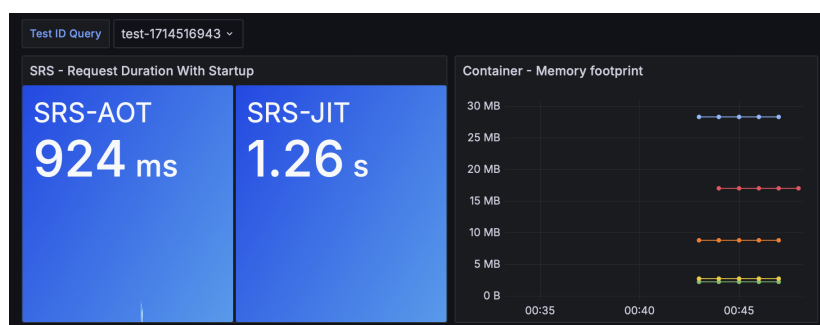 Test ID Query test-1714516943
SRS - Request Duration With Startup
SRS-AOT
924 ms
SRS-JIT
1.26 s
Container - Memory footprint
30 MB
25 MB
20 MB
15 MB
10 MB
5 MB
0 B
00:35 00:40 00:45